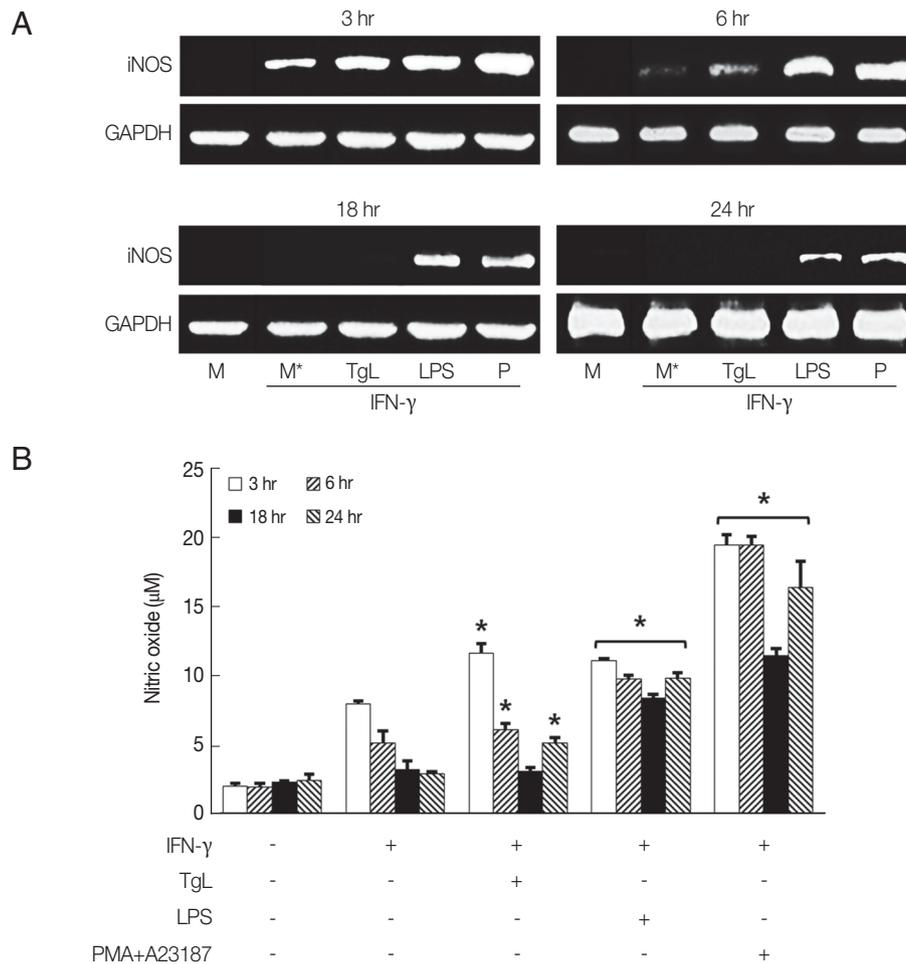 A
3 hr 6 hr
iNOS
GAPDH
18 hr 24 hr
iNOS
GAPDH
M M* TgL LPS P M M* TgL LPS P
IFN-γ IFN-γ
B
25
3 hr 6 hr
18 hr 24 hr
*
20
15
*
*
10
*
*
5
0
Nitric oxide (μM)
IFN-γ - + + + +
TgL - - + - -
LPS - - - + -
PMA+A23187 - - - - +